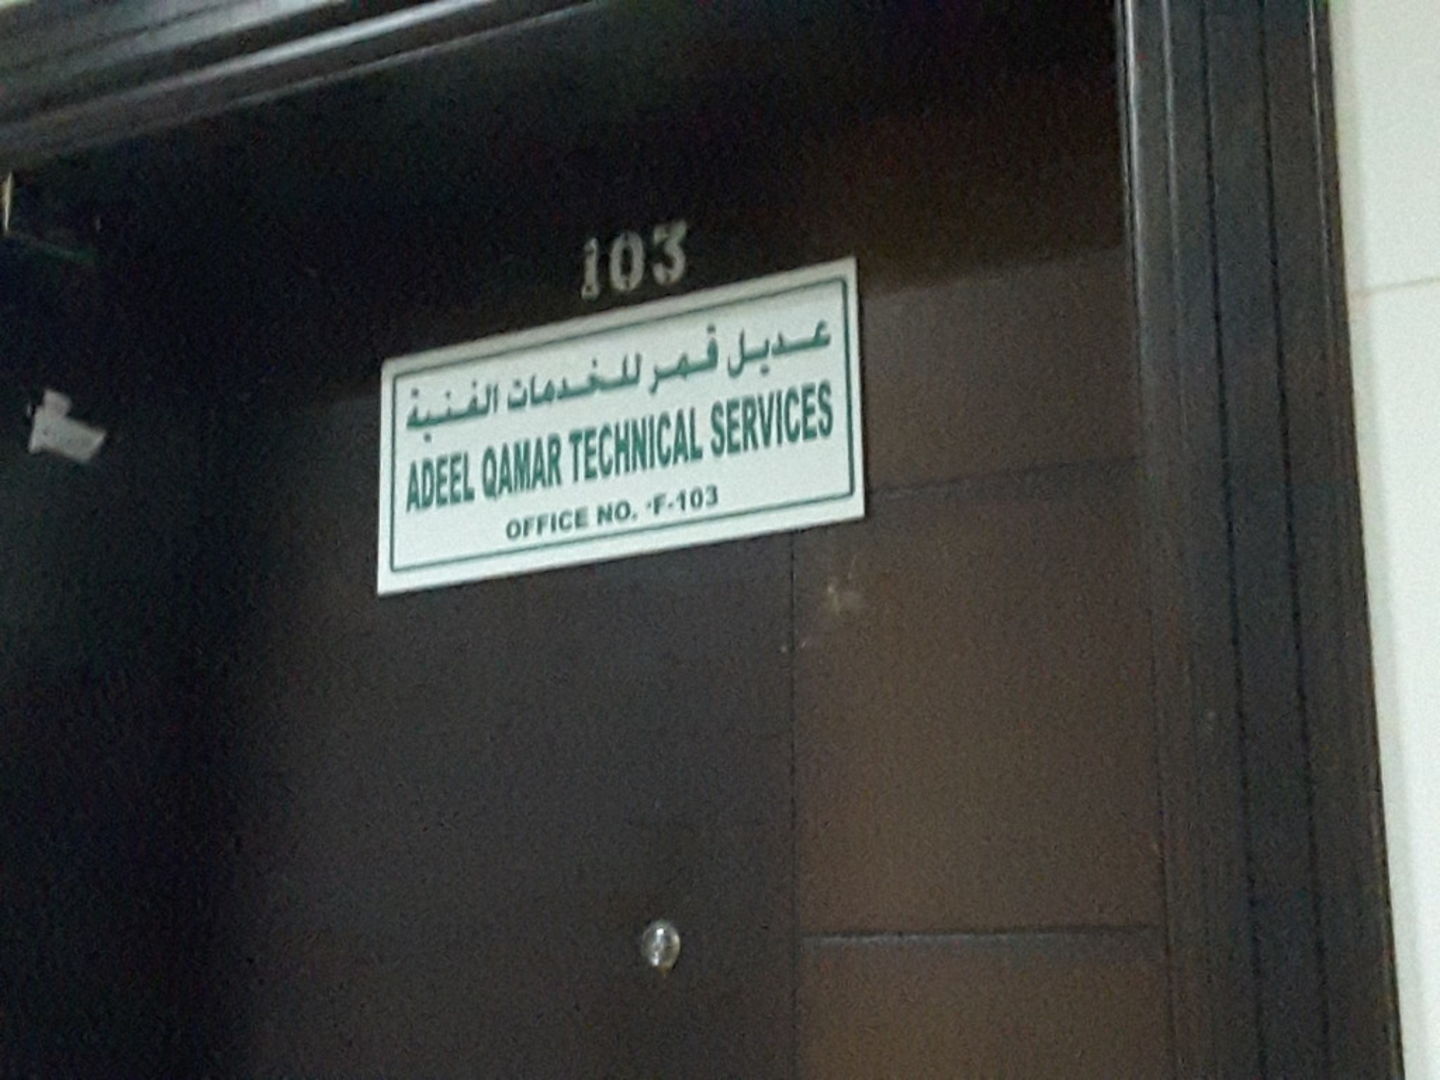 103
عديل قمر للخدمات الفنية
ADEEL QAMAR TECHNICAL SERVICES
OFFICE NO. F-103